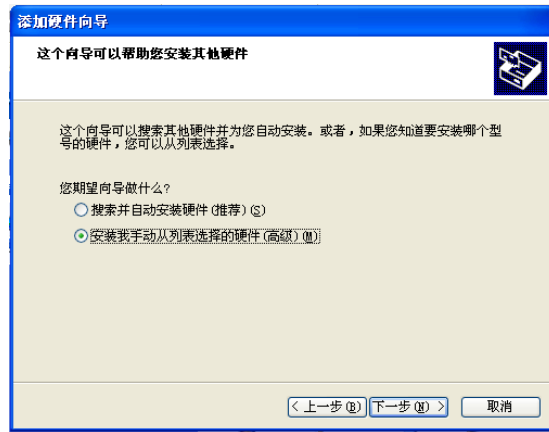 添加硬件向导
这个向导可以帮助您安装其他硬件
这个向导可以搜索其他硬件并为您自动安装。或者，如果您知道要安装哪个型
号的硬件，您可以从列表选择。
您期望向导做什么?
搜索并自动安装硬件(推荐)(S)
安装我手动从列表选择的硬件(高级)(M)
< 上一步(B) 下一步(N) > 取消